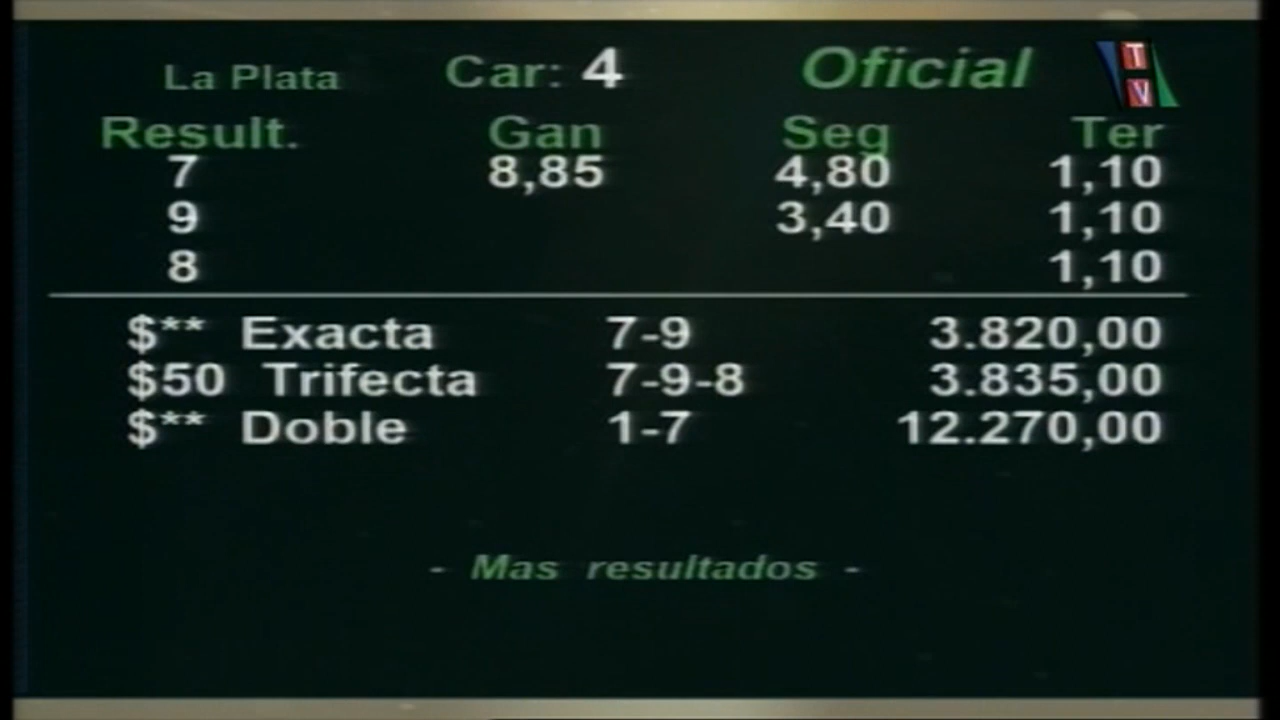 La Plata Car: 4 Oficial TV
Result. Gan Seg Ter
7 8,85 4,80 1,10
9 3,40 1,10
8 1,10
$** Exacta 7-9 3.820,00
$50 Trifecta 7-9-8 3.835,00
$** Doble 1-7 12.270,00
- Mas resultados -